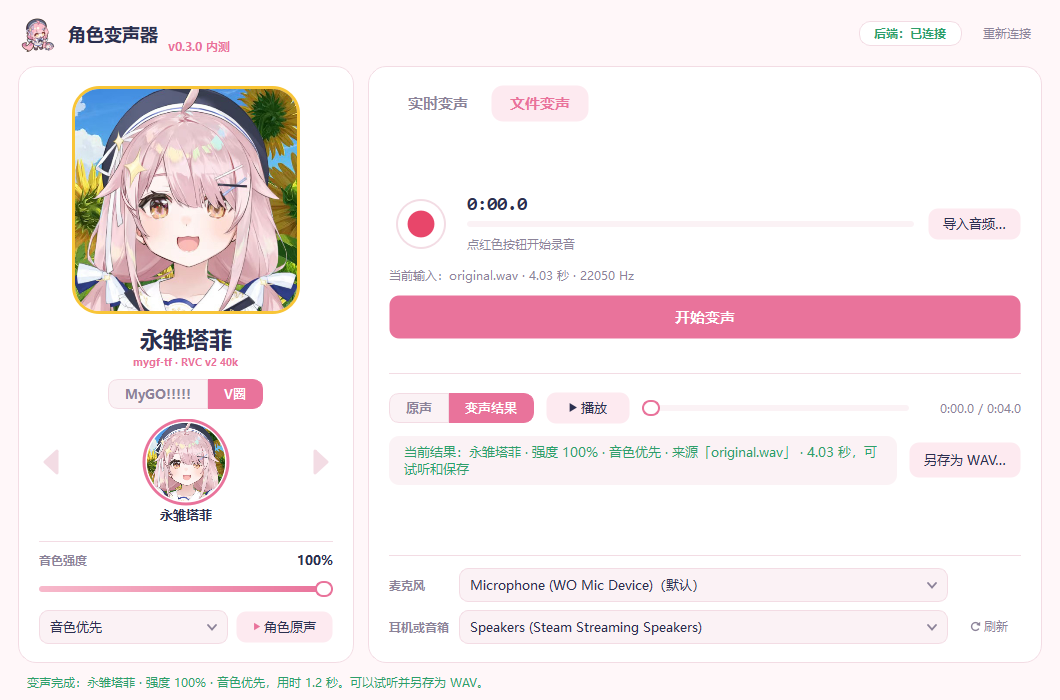 角色变声器 v0.3.0 内测
后端：已连接 重新连接
永雏塔菲
mygf-tf · RVC v2 40k
MyGO!!!!! V圈
永雏塔菲
音色强度 100%
音色优先 角色原声
实时变声 文件变声
0:00.0
导入音频...
点红色按钮开始录音
当前输入：original.wav · 4.03 秒 · 22050 Hz
开始变声
原声 变声结果 播放 0:00.0 / 0:04.0
当前结果：永雏塔菲 · 强度 100% · 音色优先 · 来源「original.wav」 · 4.03 秒，可
试听和保存
另存为 WAV...
麦克风 Microphone (WO Mic Device)（默认）
耳机或音箱 Speakers (Steam Streaming Speakers) 刷新
变声完成：永雏塔菲 · 强度 100% · 音色优先，用时 1.2 秒。可以试听并另存为 WAV。